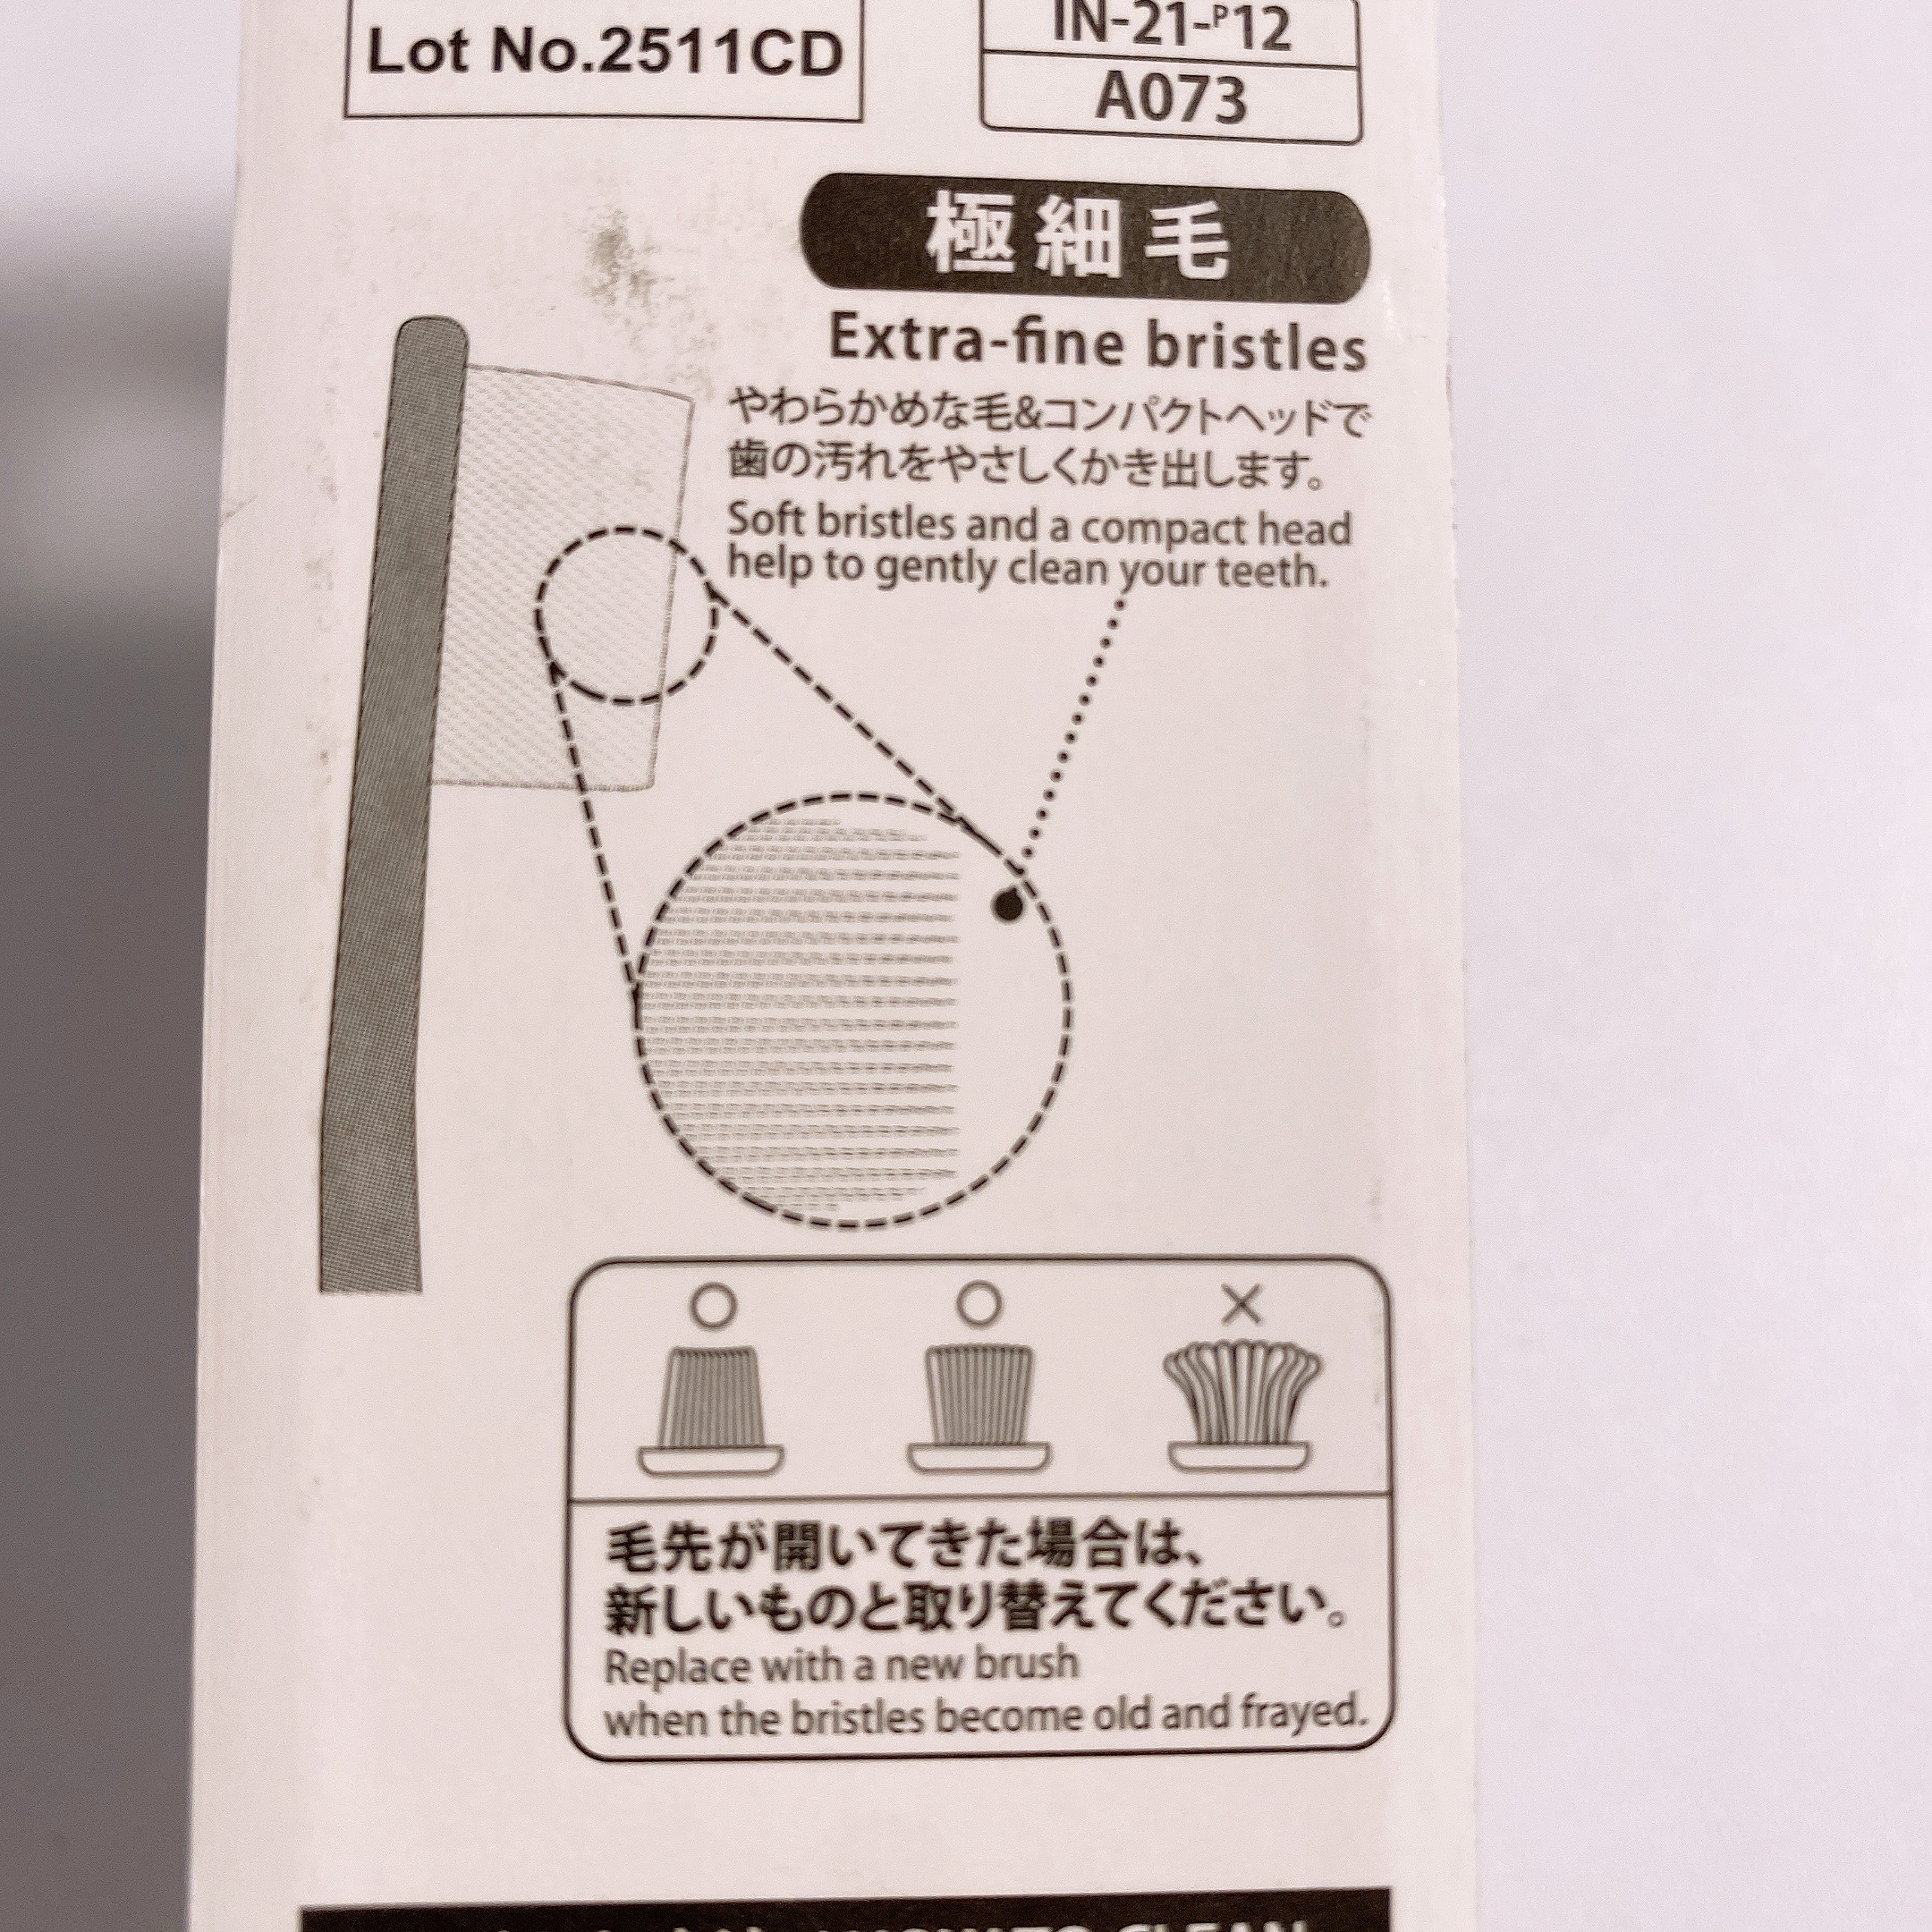 Lot No.2511CD
IN-21-P12
A073
極細毛
Extra-fine bristles
やわらかめな毛&コンパクトヘッドで
歯の汚れをやさしくかき出します。
Soft bristles and a compact head
help to gently clean your teeth.
毛先が開いてきた場合は、
新しいものと取り替えてください。
Replace with a new brush
when the bristles become old and frayed.